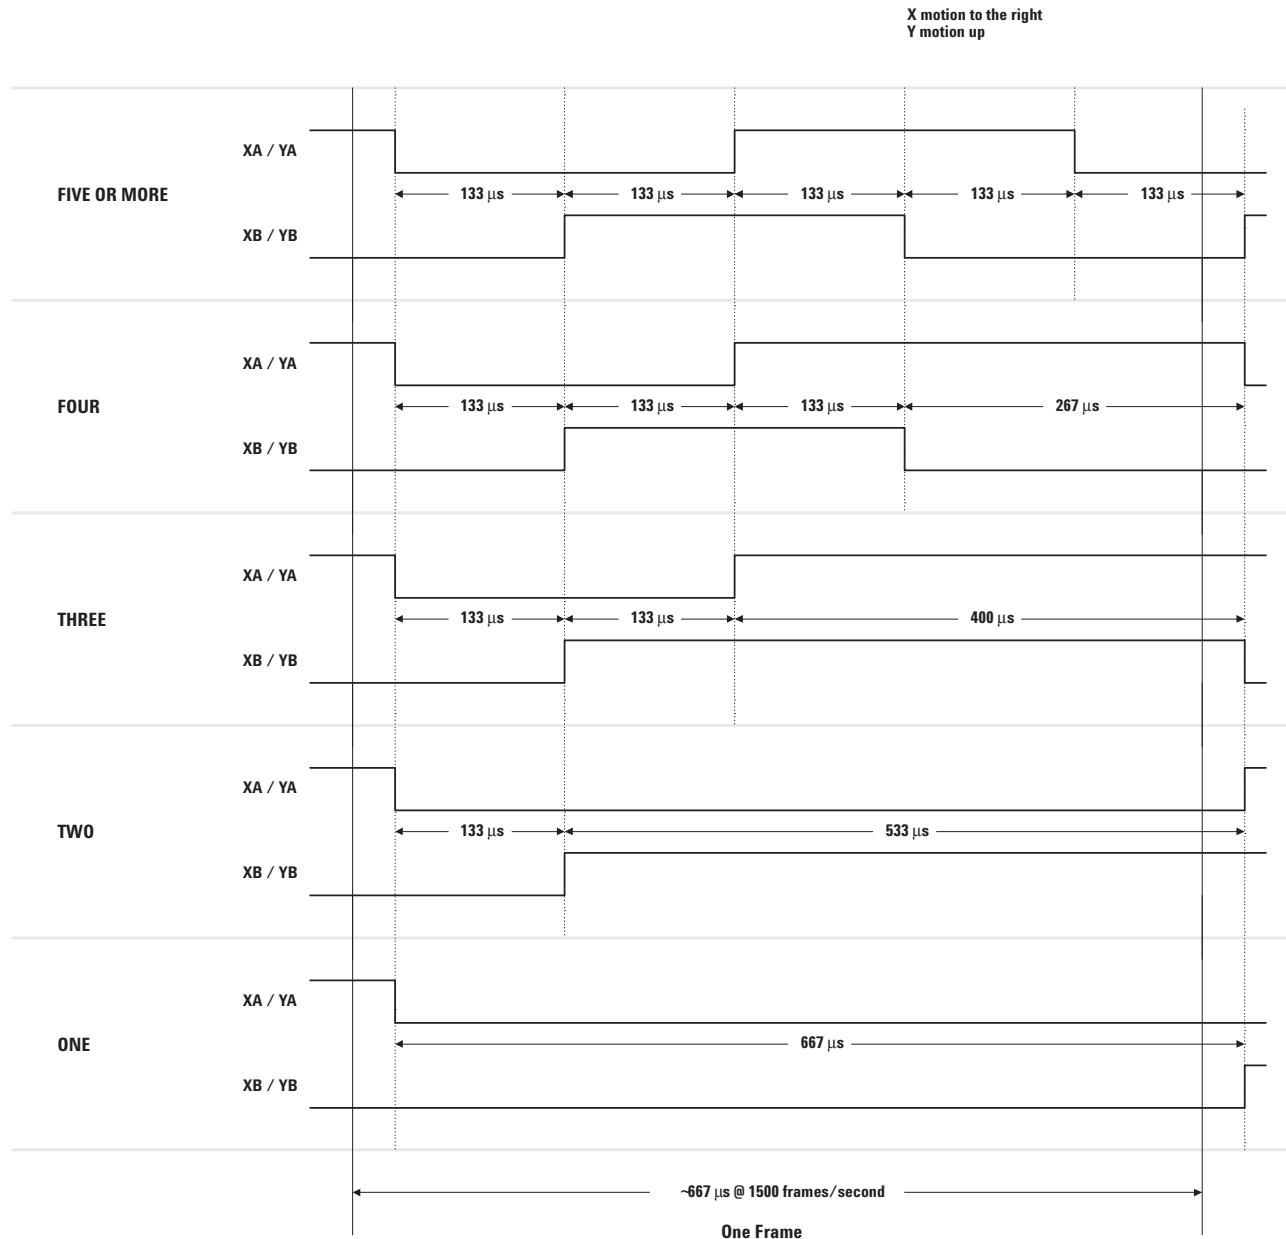 X motion to the right
Y motion up
XA / YA
FIVE OR MORE
133 µs
133 µs
133 µs
133 µs
133 µs
XB / YB
XA / YA
FOUR
133 µs
133 µs
133 µs
267 µs
XB / YB
XA / YA
THREE
133 µs
133 µs
400 µs
XB / YB
XA / YA
TWO
133 µs
533 µs
XB / YB
XA / YA
ONE
667 µs
XB / YB
~667 µs @ 1500 frames/second
One Frame